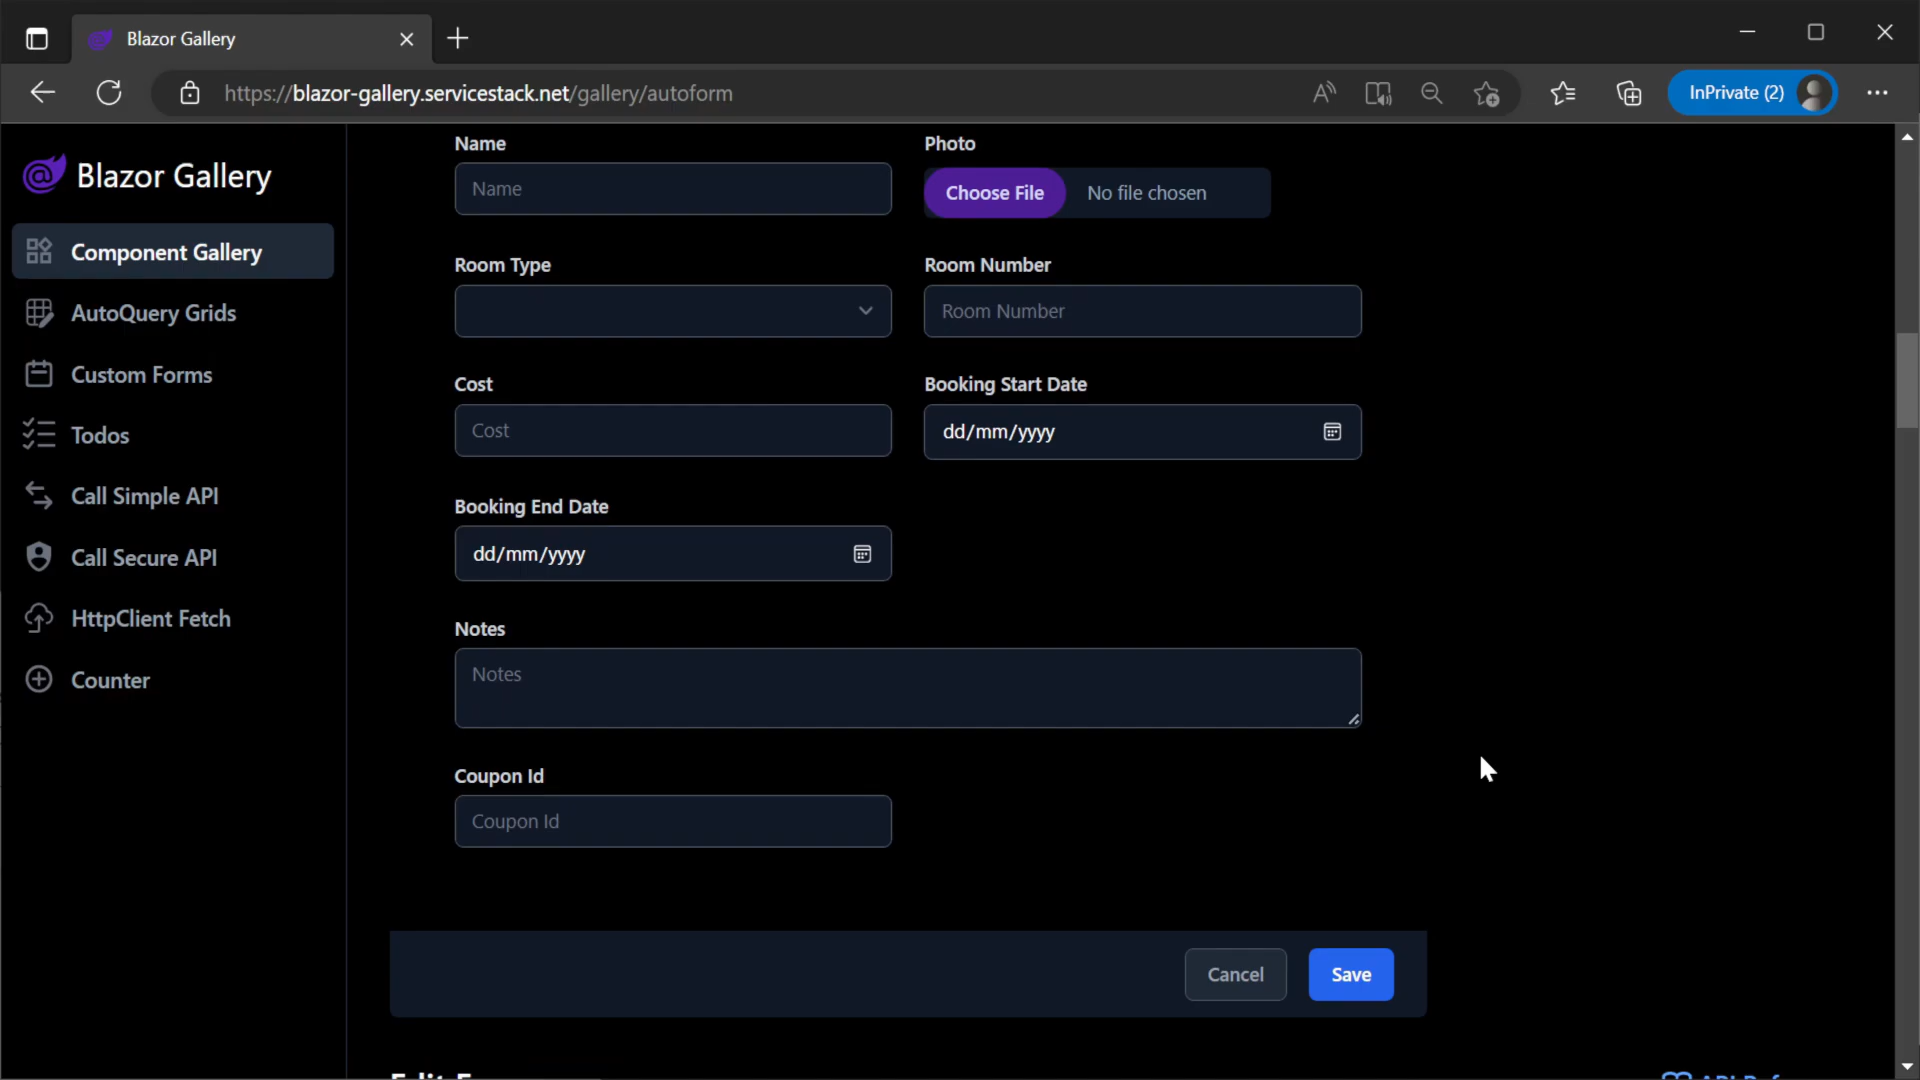 Blazor Gallery
https://blazor-gallery.servicestack.net/gallery/autoform
InPrivate (2)
Blazor Gallery
Component Gallery
AutoQuery Grids
Custom Forms
Todos
Call Simple API
Call Secure API
HttpClient Fetch
Counter
Name
Photo
Name
Choose File
No file chosen
Room Type
Room Number
Room Number
Cost
Booking Start Date
Cost
dd/mm/yyyy
Booking End Date
dd/mm/yyyy
Notes
Notes
Coupon Id
Coupon Id
Cancel
Save